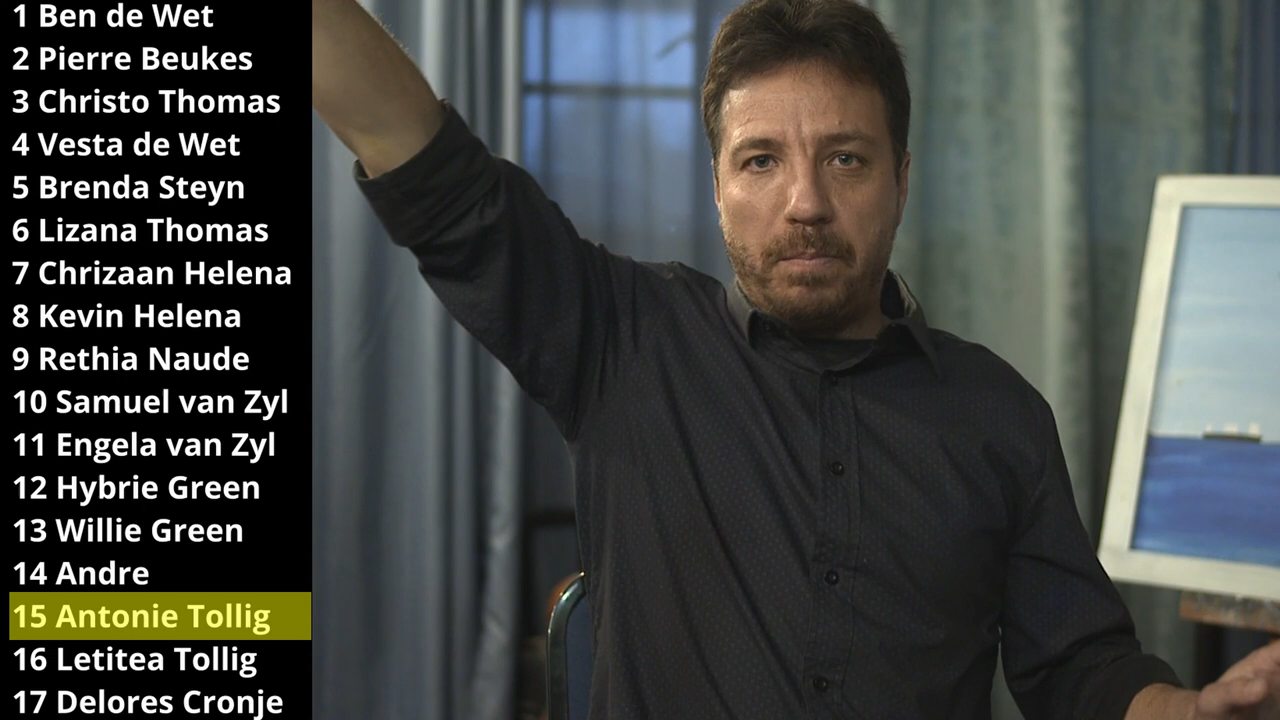 1 Ben de Wet
2 Pierre Beukes
3 Christo Thomas
4 Vesta de Wet
5 Brenda Steyn
6 Lizana Thomas
7 Chrizaan Helena
8 Kevin Helena
9 Rethia Naude
10 Samuel van Zyl
11 Engela van Zyl
12 Hybrie Green
13 Willie Green
14 Andre
15 Antonie Tollig
16 Letitea Tollig
17 Delores Cronje